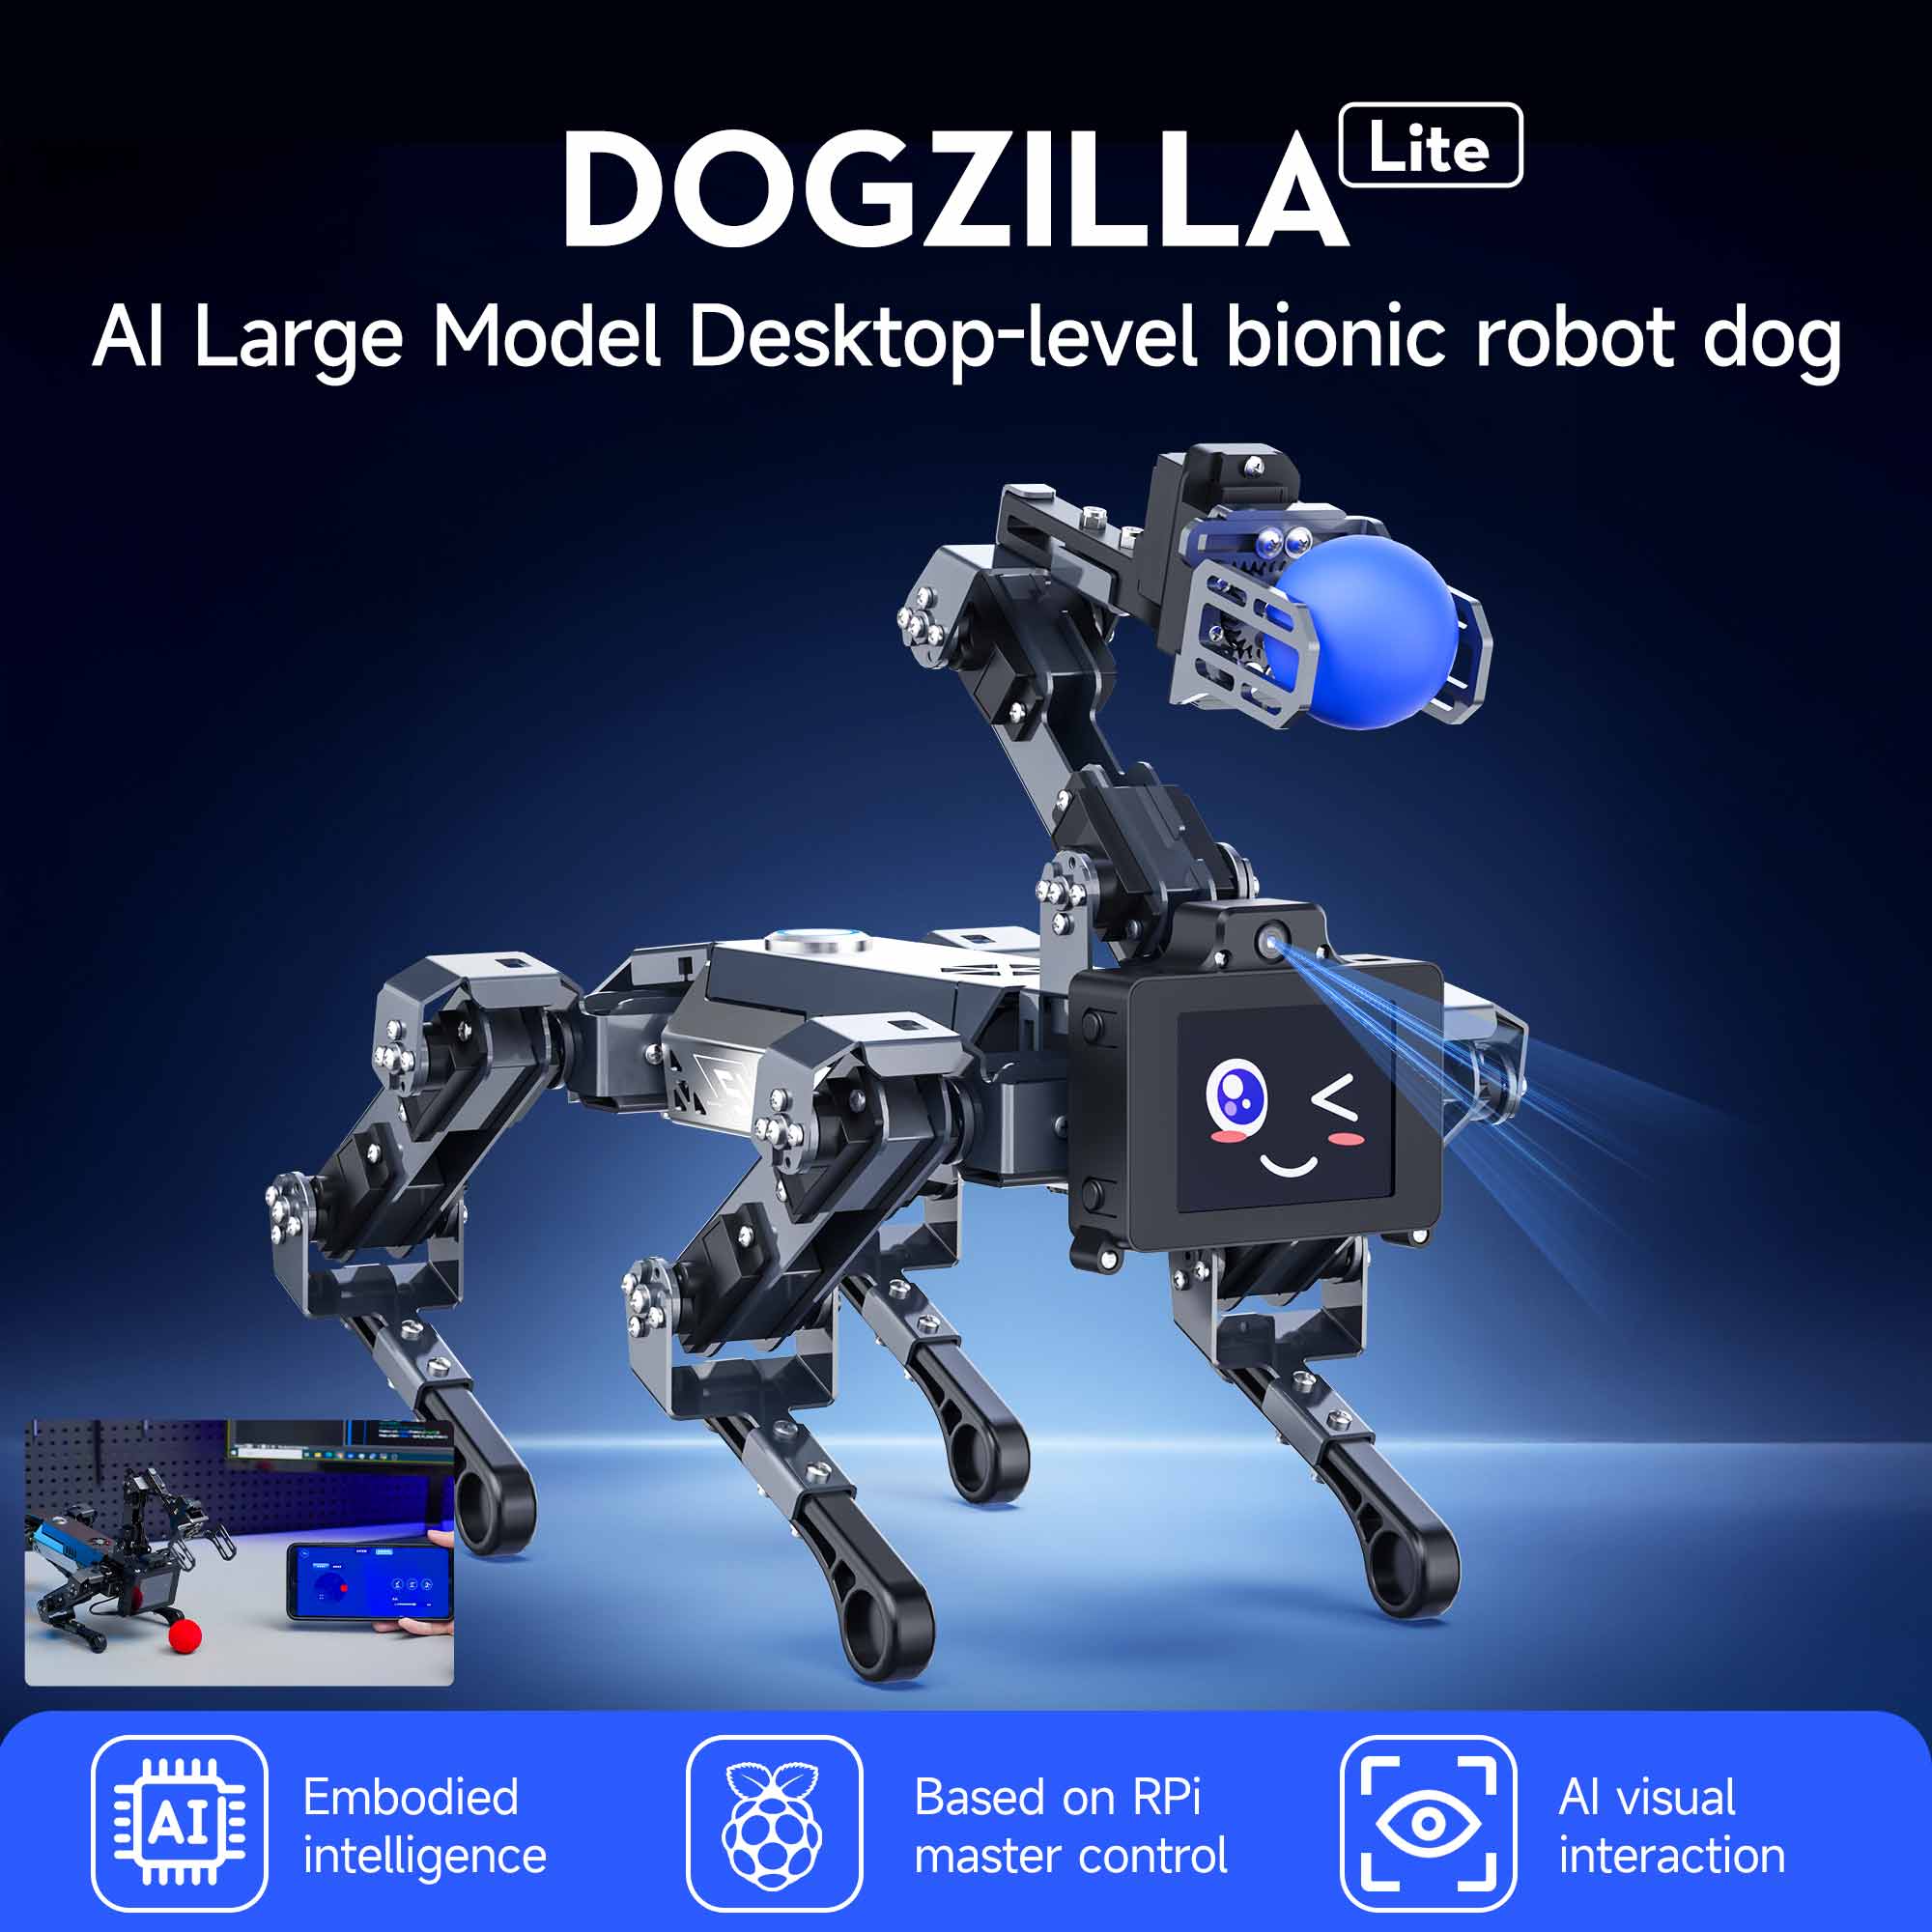 DOGZILLA Lite
AI Large Model Desktop-level bionic robot dog
AI
Embodied
intelligence
Based on RPi
master control
AI visual
interaction